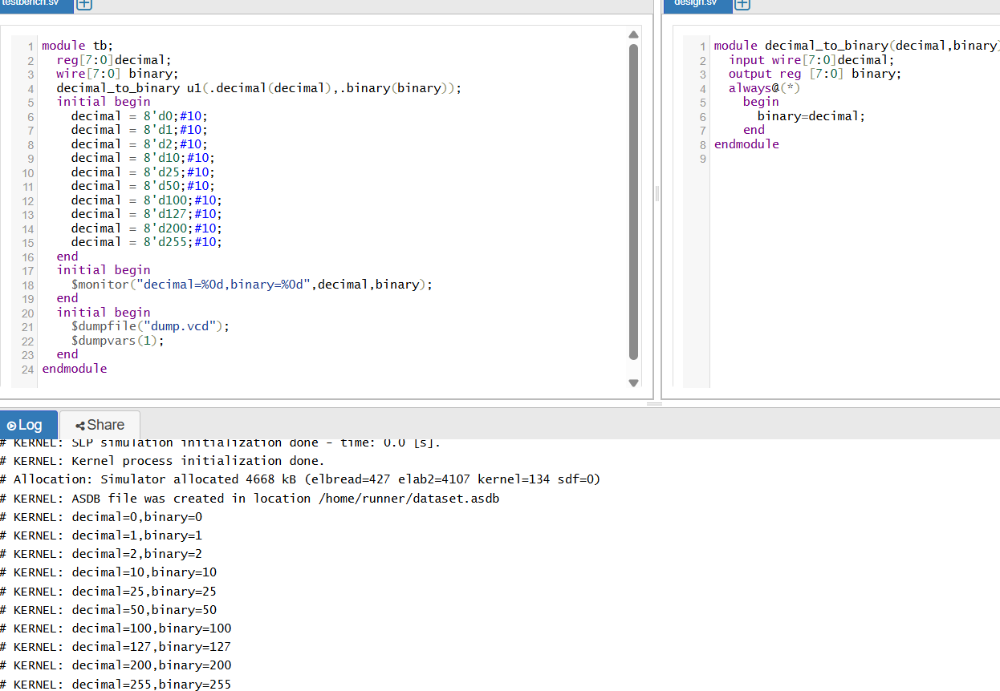 testbench.sv
1 module tb;
2 reg[7:0]decimal;
3 wire[7:0] binary;
4 decimal_to_binary u1(.decimal(decimal),.binary(binary));
5 initial begin
6 decimal = 8'd0;#10;
7 decimal = 8'd1;#10;
8 decimal = 8'd2;#10;
9 decimal = 8'd10;#10;
10 decimal = 8'd25;#10;
11 decimal = 8'd50;#10;
12 decimal = 8'd100;#10;
13 decimal = 8'd127;#10;
14 decimal = 8'd200;#10;
15 decimal = 8'd255;#10;
16 end
17 initial begin
18 $monitor("decimal=%0d,binary=%0d",decimal,binary);
19 end
20 initial begin
21 $dumpfile("dump.vcd");
22 $dumpvars(1);
23 end
24 endmodule
design.sv
1 module decimal_to_binary(decimal,binary)
2 input wire[7:0]decimal;
3 output reg [7:0] binary;
4 always@(*)
5 begin
6 binary=decimal;
7 end
8 endmodule
9
Log
Share
# KERNEL: SLP simulation initialization done - time: 0.0 [s].
# KERNEL: Kernel process initialization done.
# Allocation: Simulator allocated 4668 kB (elbread=427 elab2=4107 kernel=134 sdf=0)
# KERNEL: ASDB file was created in location /home/runner/dataset.asdb
# KERNEL: decimal=0,binary=0
# KERNEL: decimal=1,binary=1
# KERNEL: decimal=2,binary=2
# KERNEL: decimal=10,binary=10
# KERNEL: decimal=25,binary=25
# KERNEL: decimal=50,binary=50
# KERNEL: decimal=100,binary=100
# KERNEL: decimal=127,binary=127
# KERNEL: decimal=200,binary=200
# KERNEL: decimal=255,binary=255